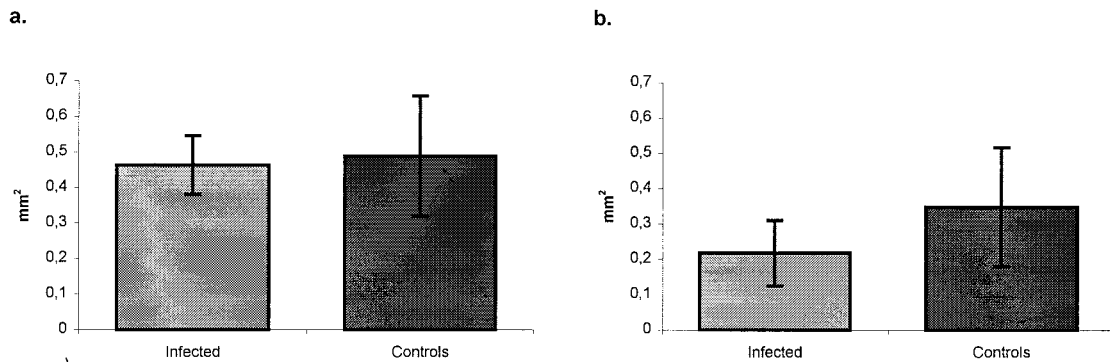 a.
0,7
0,6
0,5
0,4
0,3
0,2
0,1
0
mm²
Infected
Controls
b.
0,7
0,6
0,5
0,4
0,3
0,2
0,1
0
mm²
Infected
Controls